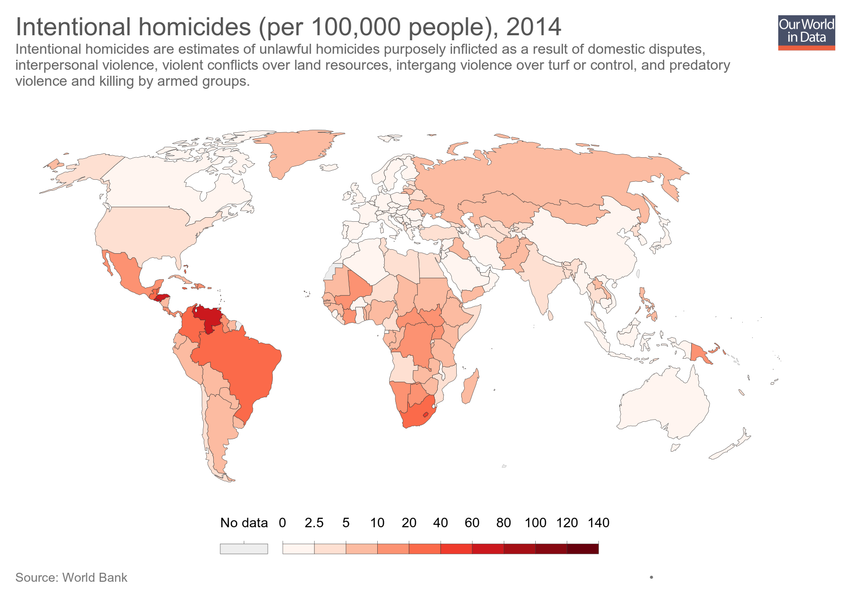 Intentional homicides (per 100,000 people), 2014
Our World
in Data
Intentional homicides are estimates of unlawful homicides purposely inflicted as a result of domestic disputes,
interpersonal violence, violent conflicts over land resources, intergang violence over turf or control, and predatory
violence and killing by armed groups.
No data 0 2.5 5 10 20 40 60 80 100 120 140
Source: World Bank